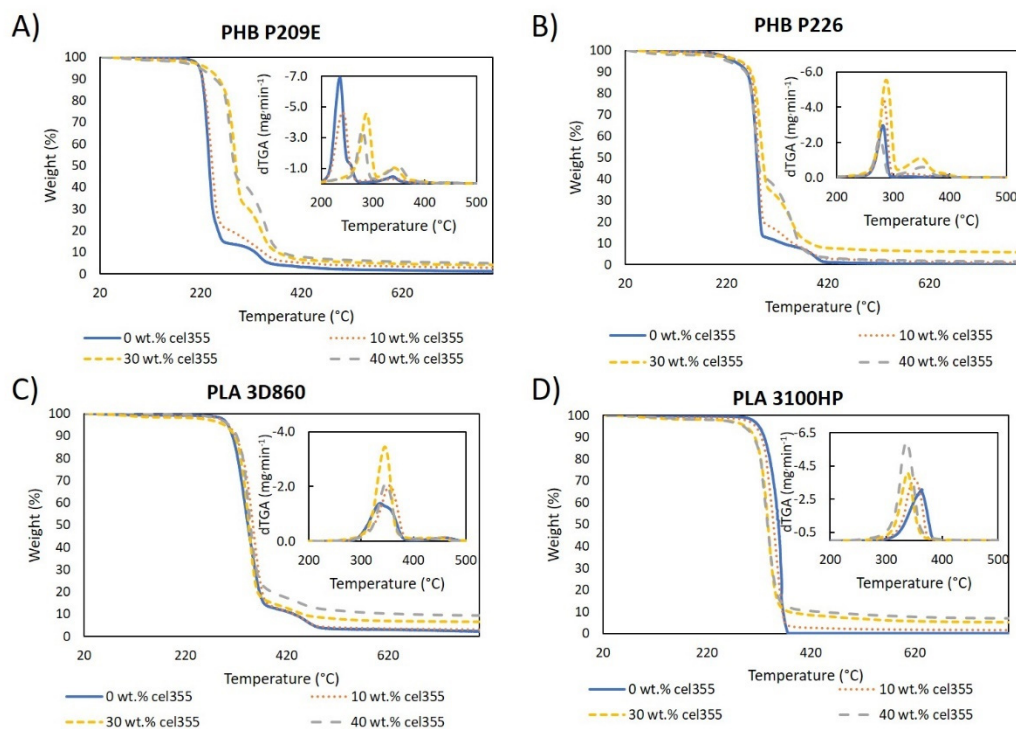 A)
PHB P209E
100
90
80
70
60
50
40
30
20
10
0
Weight (%)
20 220 420 620
Temperature (°C)
-7.0
-5.0
-3.0
-1.0
dTGA (mg·min⁻¹)
200 300 400 500
Temperature (°C)
0 wt.% cel355 10 wt.% cel355
30 wt.% cel355 40 wt.% cel355
B)
PHB P226
100
90
80
70
60
50
40
30
20
10
0
Weight (%)
20 220 420 620
Temperature (°C)
-6.0
-4.0
-2.0
0.0
dTGA (mg·min⁻¹)
200 300 400 500
Temperature (°C)
0 wt.% cel355 10 wt.% cel355
30 wt.% cel355 40 wt.% cel355
C)
PLA 3D860
100
90
80
70
60
50
40
30
20
10
0
Weight (%)
20 220 420 620
Temperature (°C)
-4.0
-2.0
0.0
dTGA (mg·min⁻¹)
200 300 400 500
Temperature (°C)
0 wt.% cel355 10 wt.% cel355
30 wt.% cel355 40 wt.% cel355
D)
PLA 3100HP
100
90
80
70
60
50
40
30
20
10
0
Weight (%)
20 220 420 620
Temperature (°C)
-6.5
-4.5
-2.5
-0.5
dTGA (mg·min⁻¹)
200 300 400 500
Temperature (°C)
0 wt.% cel355 10 wt.% cel355
30 wt.% cel355 40 wt.% cel355